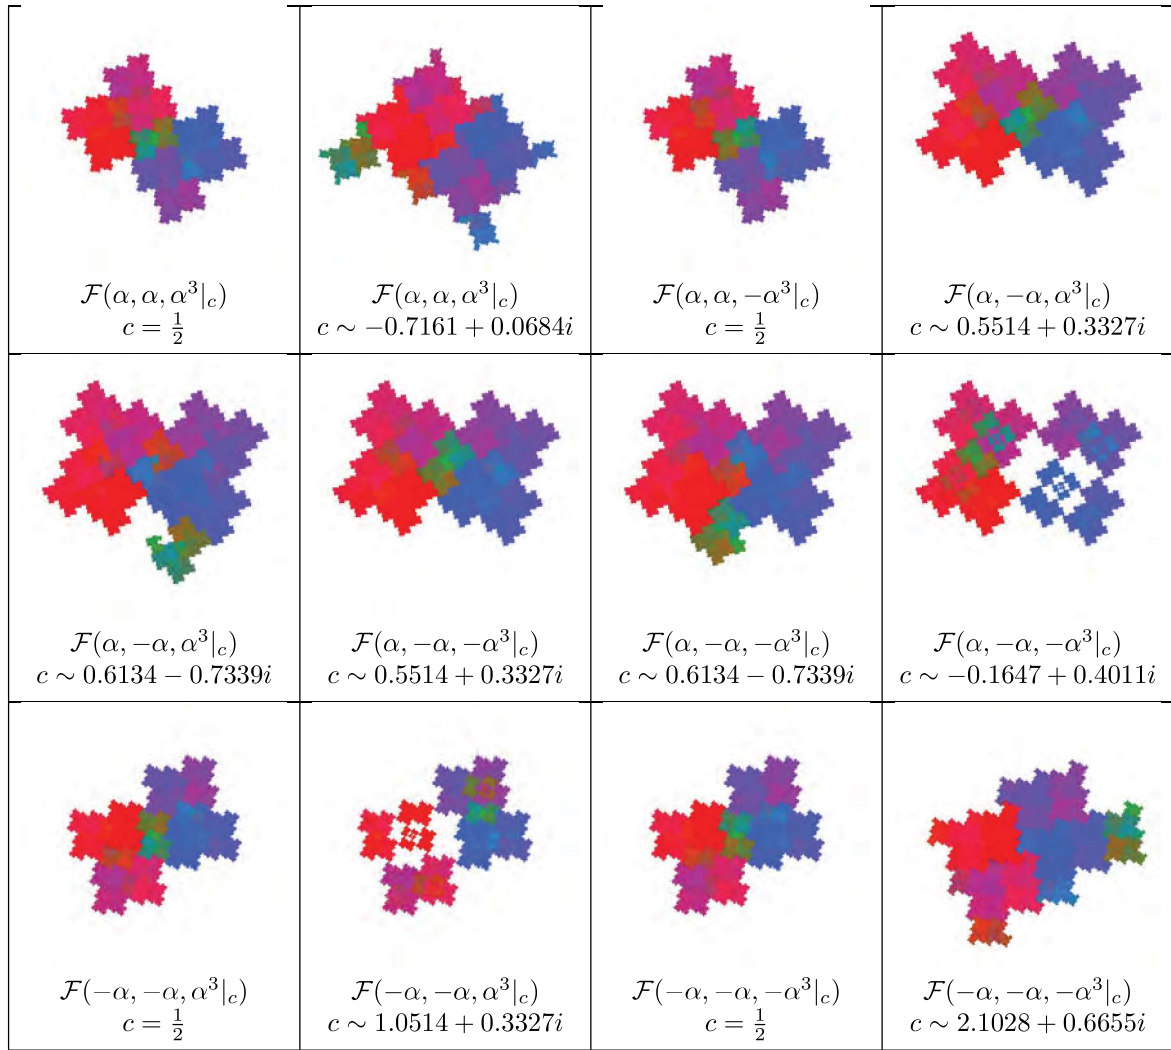 ℱ(α, α, α³|_c)
c = 1/2
ℱ(α, α, α³|_c)
c ∼ −0.7161 + 0.0684i
ℱ(α, α, −α³|_c)
c = 1/2
ℱ(α, −α, α³|_c)
c ∼ 0.5514 + 0.3327i
ℱ(α, −α, α³|_c)
c ∼ 0.6134 − 0.7339i
ℱ(α, −α, −α³|_c)
c ∼ 0.5514 + 0.3327i
ℱ(α, −α, −α³|_c)
c ∼ 0.6134 − 0.7339i
ℱ(α, −α, −α³|_c)
c ∼ −0.1647 + 0.4011i
ℱ(−α, −α, α³|_c)
c = 1/2
ℱ(−α, −α, α³|_c)
c ∼ 1.0514 + 0.3327i
ℱ(−α, −α, −α³|_c)
c = 1/2
ℱ(−α, −α, −α³|_c)
c ∼ 2.1028 + 0.6655i